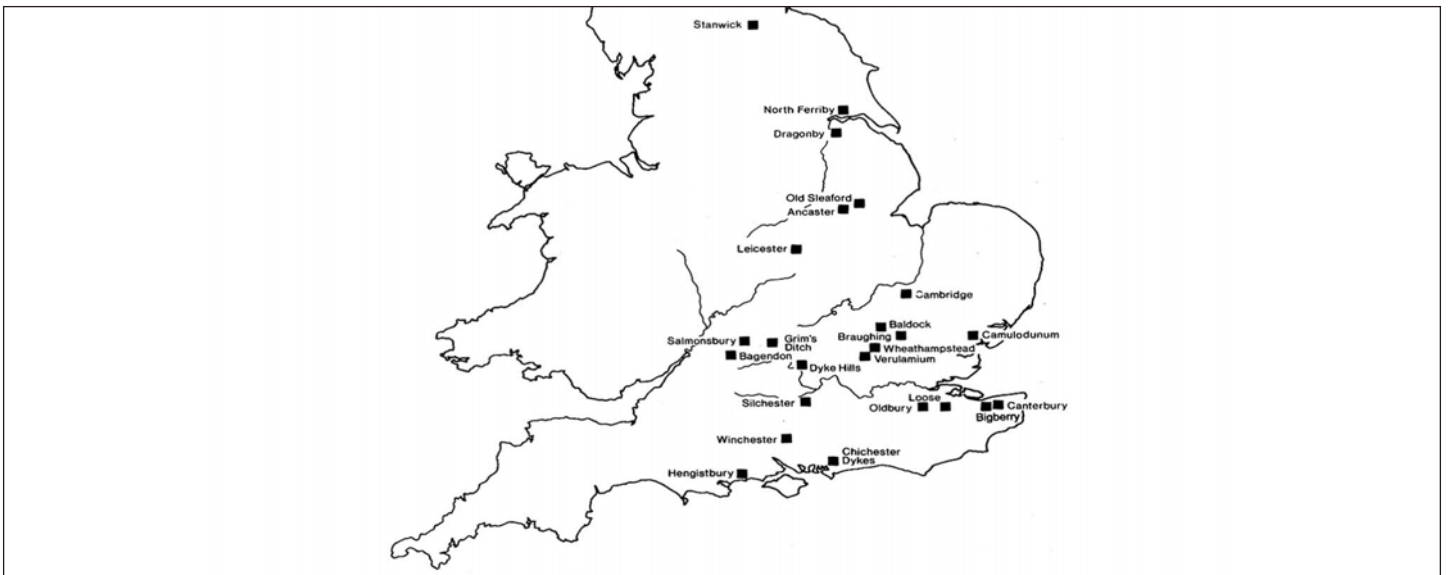 Stanwick
North Ferriby
Dragonby
Old Sleaford
Ancaster
Leicester
Cambridge
Baldock
Braughing
Camulodunum
Salmonsbury
Grim's
Ditch
Wheathampstead
Bagendon
Verulamium
Dyke Hills
Loose
Silchester
Oldbury
Canterbury
Bigberry
Winchester
Chichester
Dykes
Hengistbury